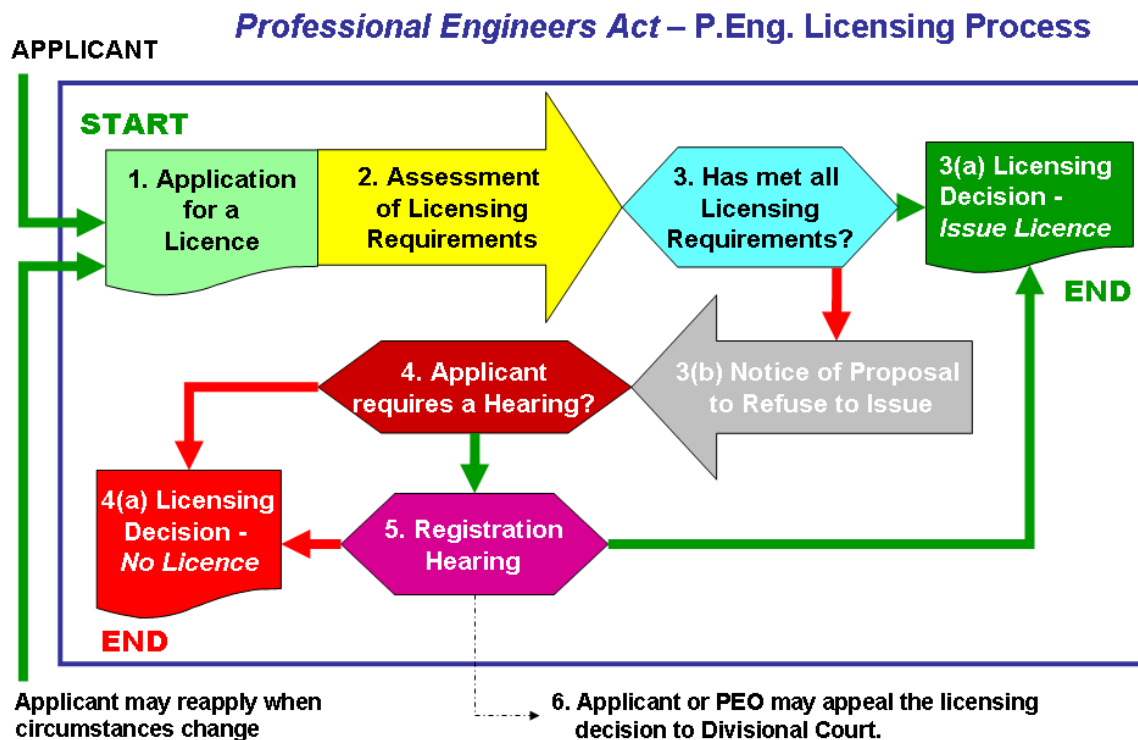 Professional Engineers Act – P.Eng. Licensing Process
APPLICANT
START
1. Application
for a
Licence
2. Assessment
of Licensing
Requirements
3. Has met all
Licensing
Requirements?
3(a) Licensing
Decision -
Issue Licence
END
4. Applicant
requires a Hearing?
3(b) Notice of Proposal
to Refuse to Issue
4(a) Licensing
Decision -
No Licence
5. Registration
Hearing
END
Applicant may reapply when
circumstances change
6. Applicant or PEO may appeal the licensing
decision to Divisional Court.